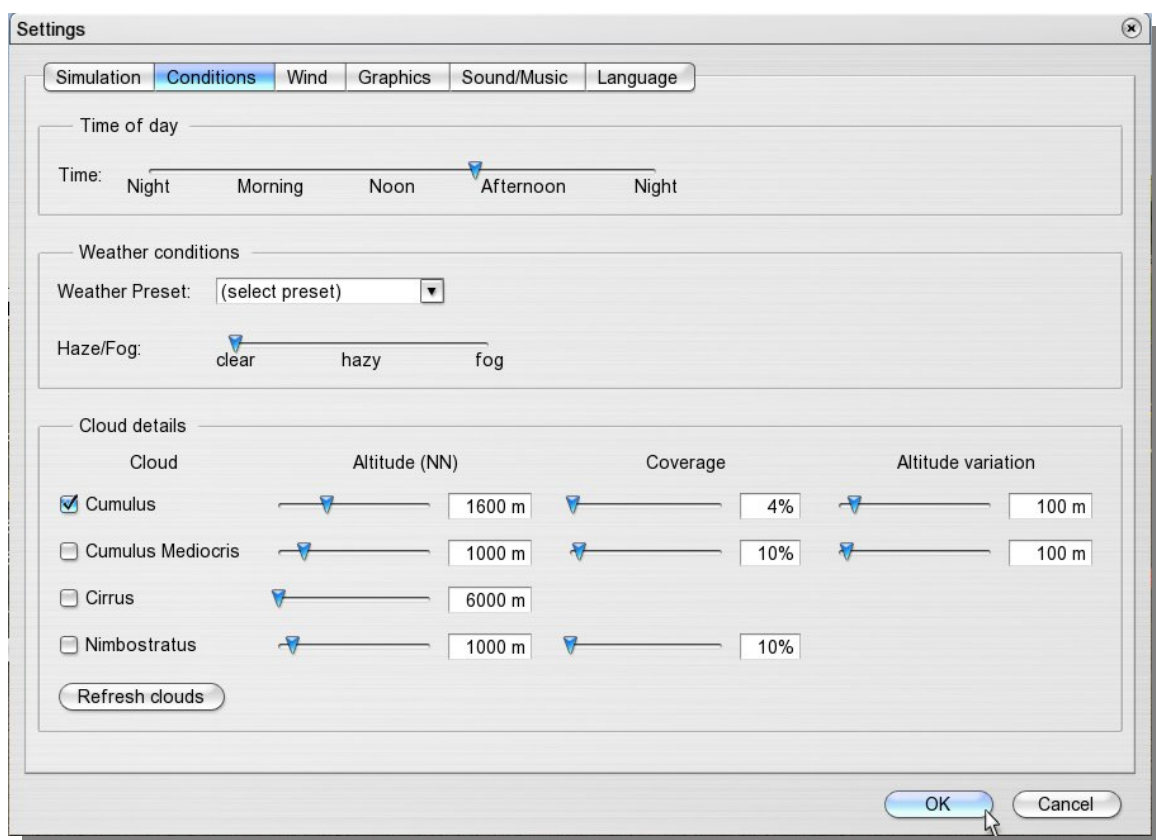 Settings
Simulation Conditions Wind Graphics Sound/Music Language
Time of day
Time:
Night Morning Noon Afternoon Night
Weather conditions
Weather Preset: (select preset)
Haze/Fog:
clear hazy fog
Cloud details
Cloud Altitude (NN) Coverage Altitude variation
Cumulus 1600 m 4% 100 m
Cumulus Mediocris 1000 m 10% 100 m
Cirrus 6000 m
Nimbostratus 1000 m 10%
Refresh clouds
OK Cancel